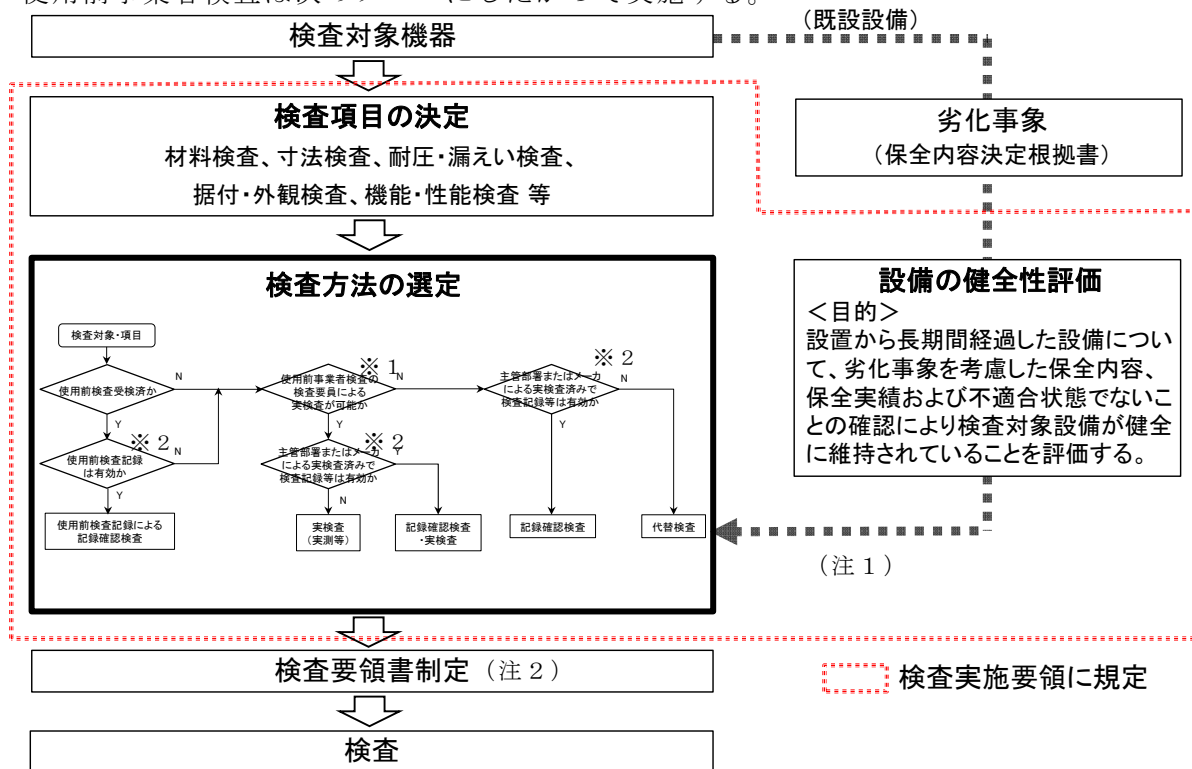 使用前事業者検査は次のフローにしたがって実施する。
(既設設備)
検査対象機器
検査項目の決定
材料検査、寸法検査、耐圧・漏えい検査、
据付・外観検査、機能・性能検査 等
劣化事象
(保全内容決定根拠書)
検査方法の選定
検査対象・項目
使用前検査受検済か
N
Y
※2
使用前検査記録
は有効か
N
Y
使用前検査記録による
記録確認検査
※1
使用前事業者検査の
検査要員による
実検査が可能か
N
Y
※2
主管部署またはメーカ
による実検査済みで
検査記録等は有効か
Y
N
実検査
(実測等)
記録確認検査
・実検査
※2
主管部署またはメーカ
による実検査済みで
検査記録等は有効か
N
Y
記録確認検査
代替検査
設備の健全性評価
<目的>
設置から長期間経過した設備につい
て、劣化事象を考慮した保全内容、
保全実績および不適合状態でないこ
との確認により検査対象設備が健全
に維持されていることを評価する。
(注1)
検査要領書制定(注2)
検査実施要領に規定
検査